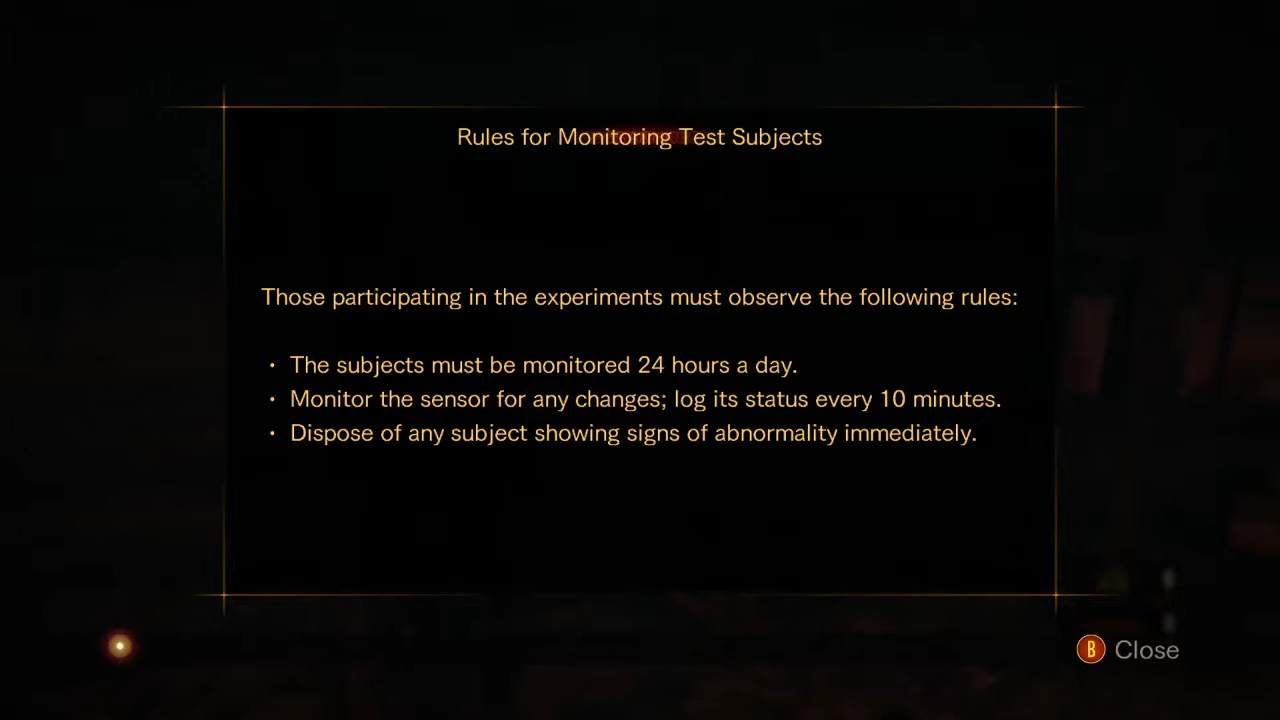 Rules for Monitoring Test Subjects
Those participating in the experiments must observe the following rules:
・ The subjects must be monitored 24 hours a day.
・ Monitor the sensor for any changes; log its status every 10 minutes.
・ Dispose of any subject showing signs of abnormality immediately.
B Close